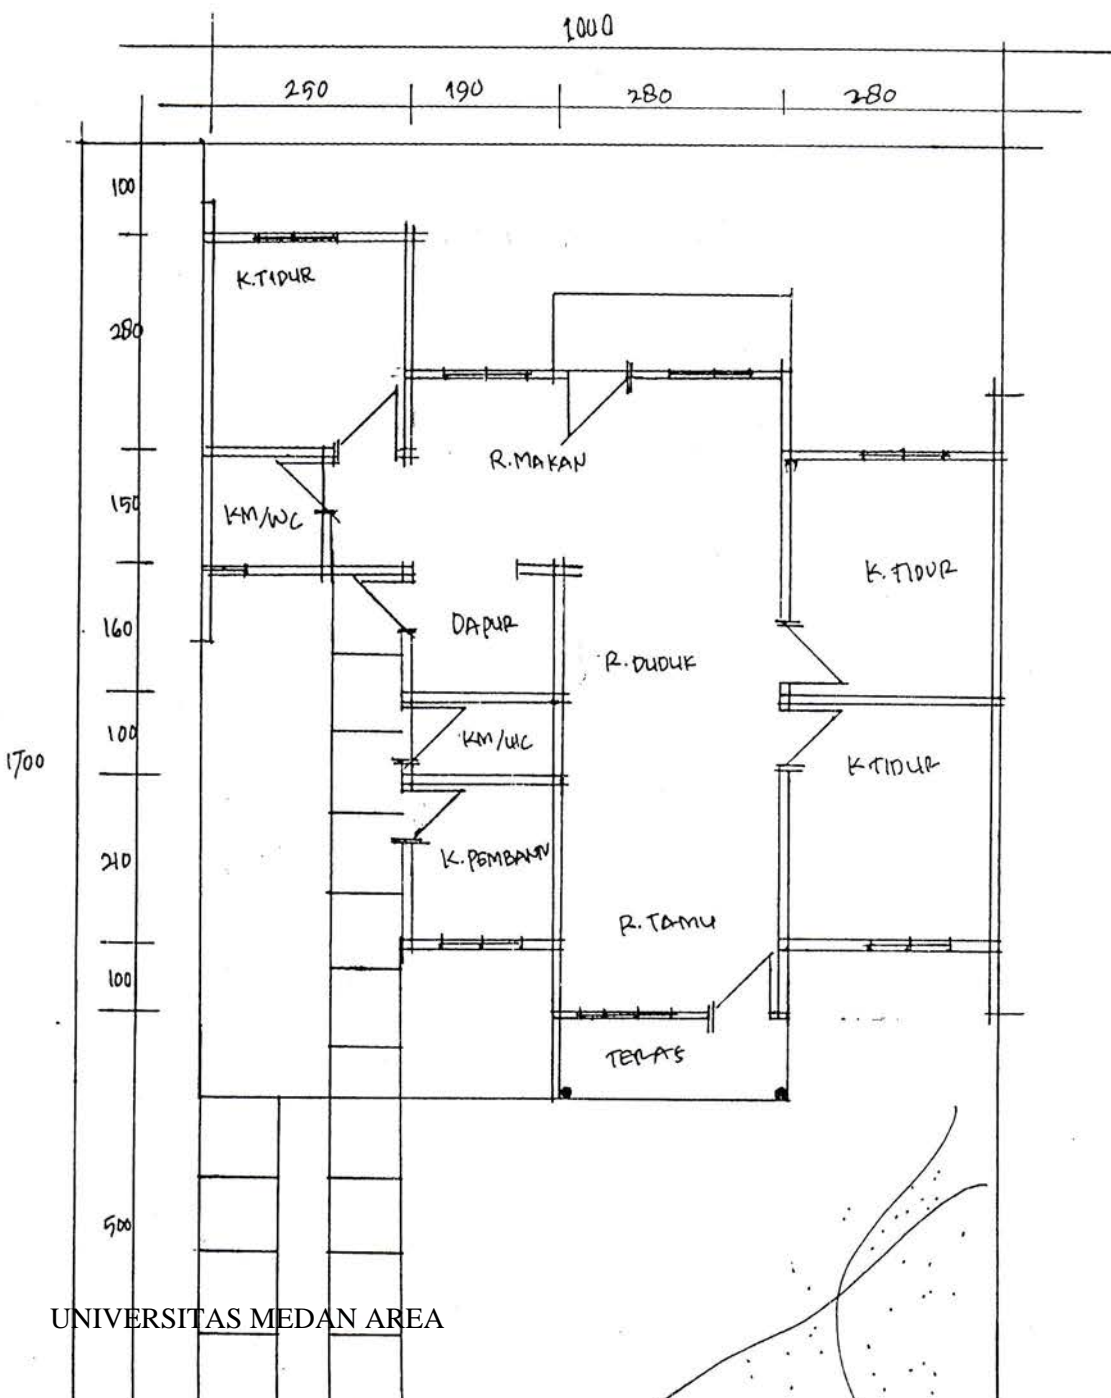 1000
250 190 280 280
100
K.TIDUR
280
R.MAKAN
150
KM/WC
K.TIDUR
160
DAPUR
R.DUDUK
100
KM/WC
1700
K.TIDUR
210
K.PEMBANN
R.TAMU
100
TERAS
500
UNIVERSITAS MEDAN AREA